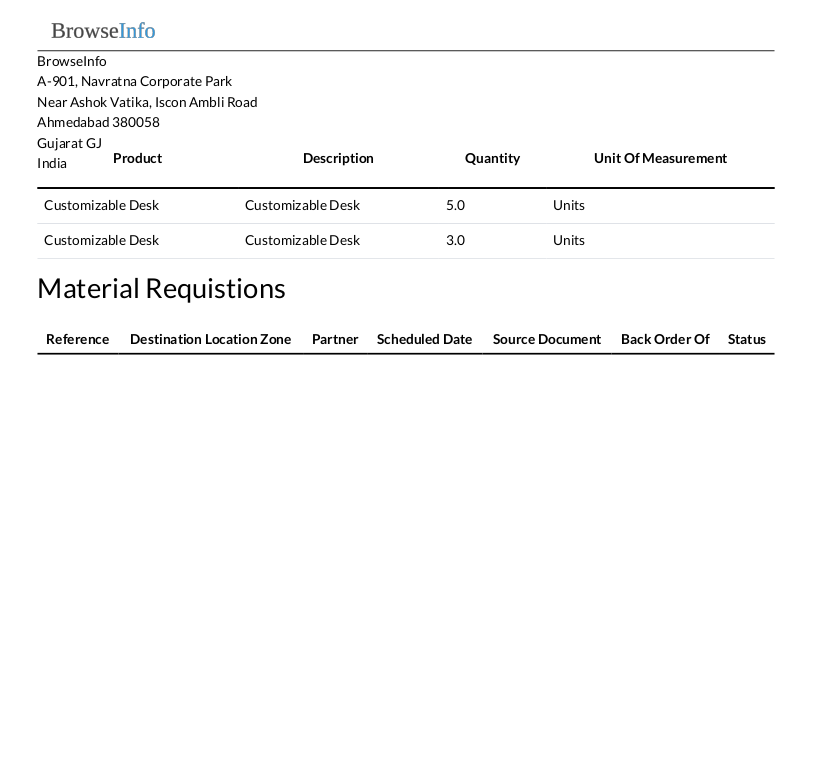 BrowseInfo
BrowseInfo
A-901, Navratna Corporate Park
Near Ashok Vatika, Iscon Ambli Road
Ahmedabad 380058
Gujarat GJ
India
Product Description Quantity Unit Of Measurement
Customizable Desk Customizable Desk 5.0 Units
Customizable Desk Customizable Desk 3.0 Units
Material Requistions
Reference Destination Location Zone Partner Scheduled Date Source Document Back Order Of Status